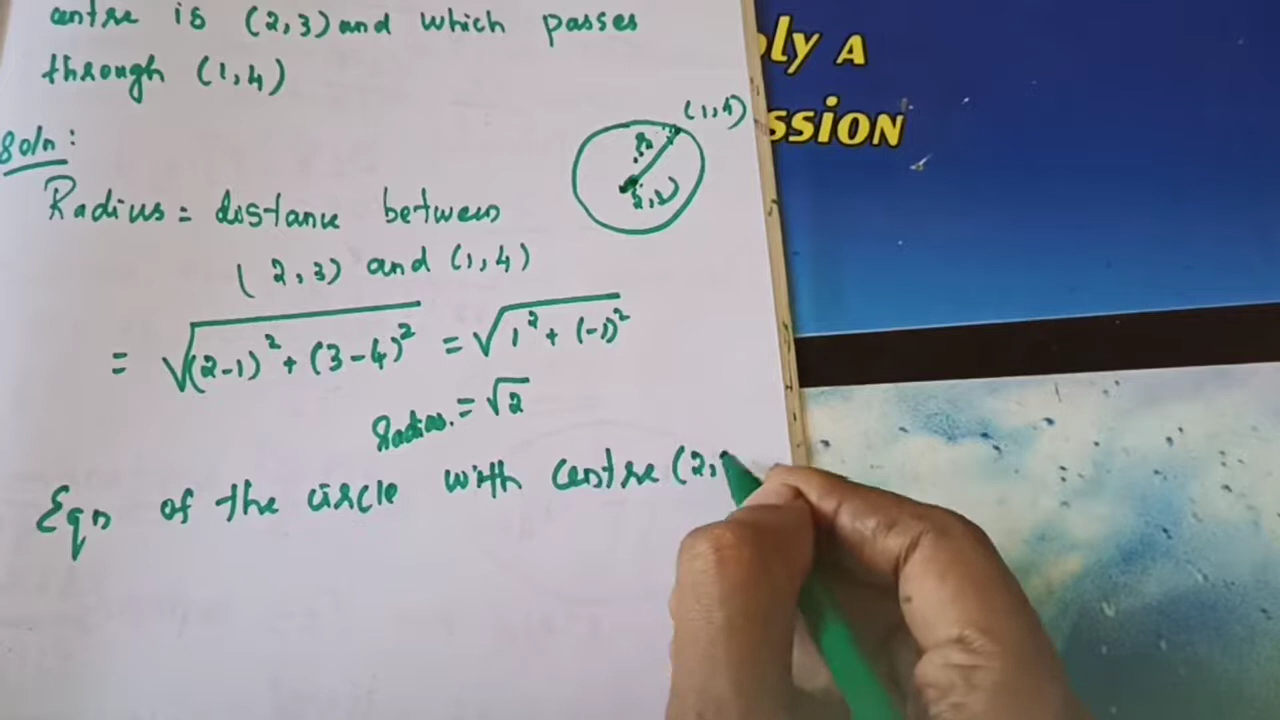 centre is (2,3) and which passes
through (1,4)
Soln:
(1,4)
Radius = distance between
(2,3) and (1,4)
= √(2-1)² + (3-4)² = √1² + (-1)²
Radius. = √2
Eqn of the circle with centre (2,
ply A
ssion